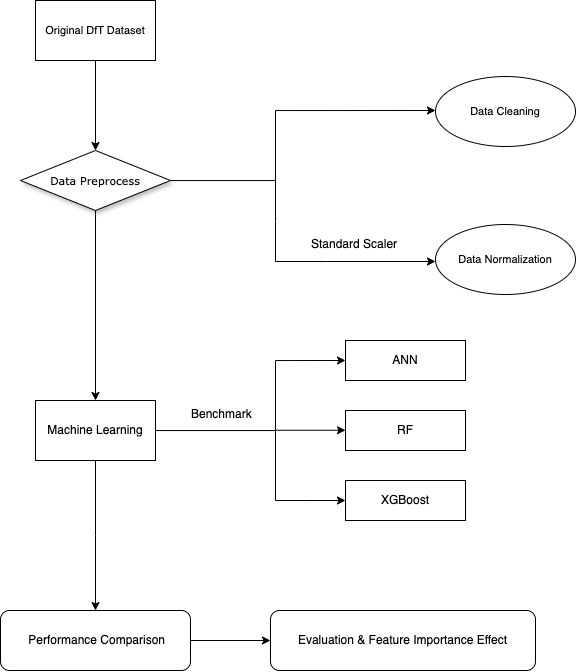 Original DfT Dataset
Data Cleaning
Data Preprocess
Standard Scaler
Data Normalization
ANN
Benchmark
Machine Learning
RF
XGBoost
Performance Comparison
Evaluation & Feature Importance Effect